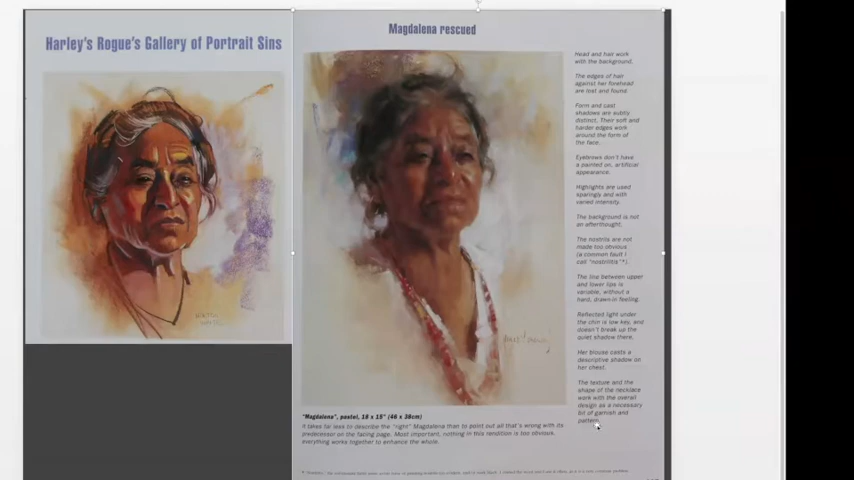 Harley's Rogue's Gallery of Portrait Sins
Magdalena rescued
Head and hair work
with the background.
The edges of hair
against her forehead
are lost and found.
Form and cast
shadows are subtly
distinct. Their soft and
harder edges work
around the form of
the face.
Eyebrows don't have
a painted on, artificial
appearance.
Highlights are used
sparingly and with
varied intensity.
The background is not
an afterthought.
The nostrils are not
made too obvious
(a common fault I
call "nostrilitis"*).
The line between upper
and lower lips is
variable, without a
hard, drawn-in feeling.
Reflected light under
the chin is low key, and
doesn't break up the
quiet shadow there.
Her blouse casts a
descriptive shadow on
her chest.
The texture and the
shape of the necklace
work with the overall
design as a necessary
bit of garnish and
pattern.
"Magdalena", pastel, 18 x 15" (46 x 38cm)
It takes far less to describe the "right" Magdalena than to point out all that's wrong with its
predecessor on the facing page. Most important, nothing in this rendition is too obvious.
everything works together to enhance the whole.